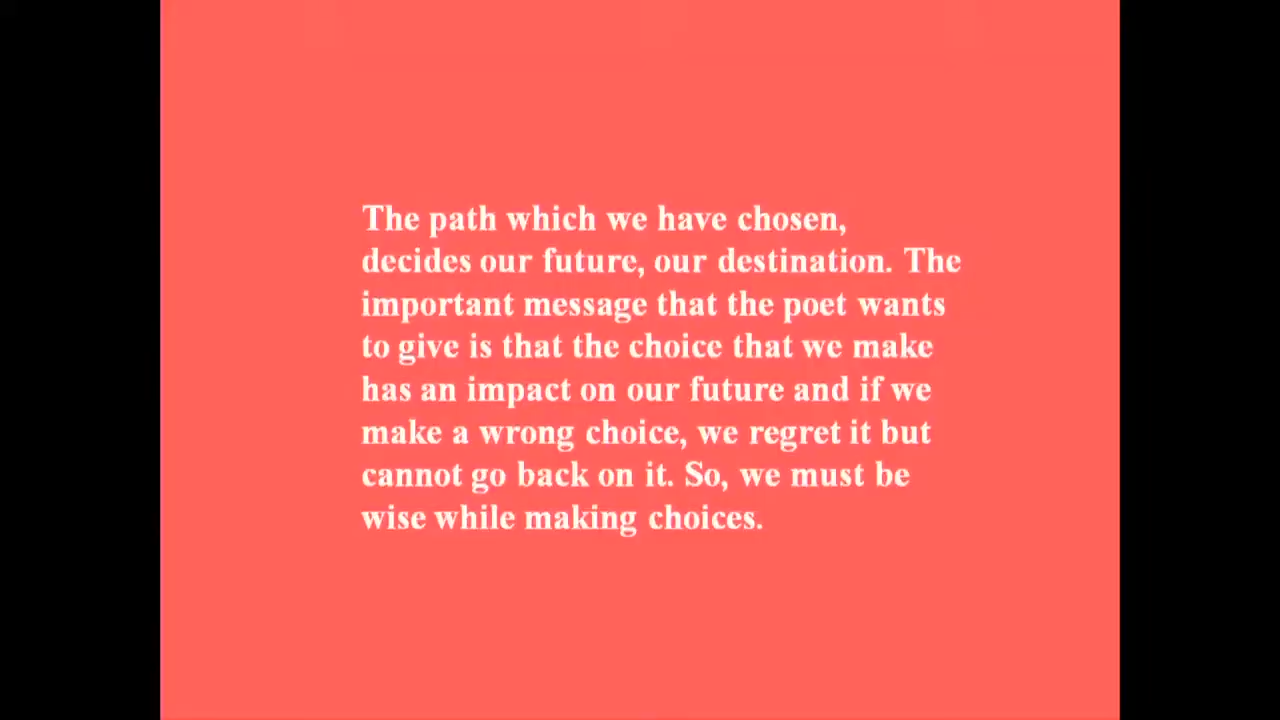 The path which we have chosen,
decides our future, our destination. The
important message that the poet wants
to give is that the choice that we make
has an impact on our future and if we
make a wrong choice, we regret it but
cannot go back on it. So, we must be
wise while making choices.